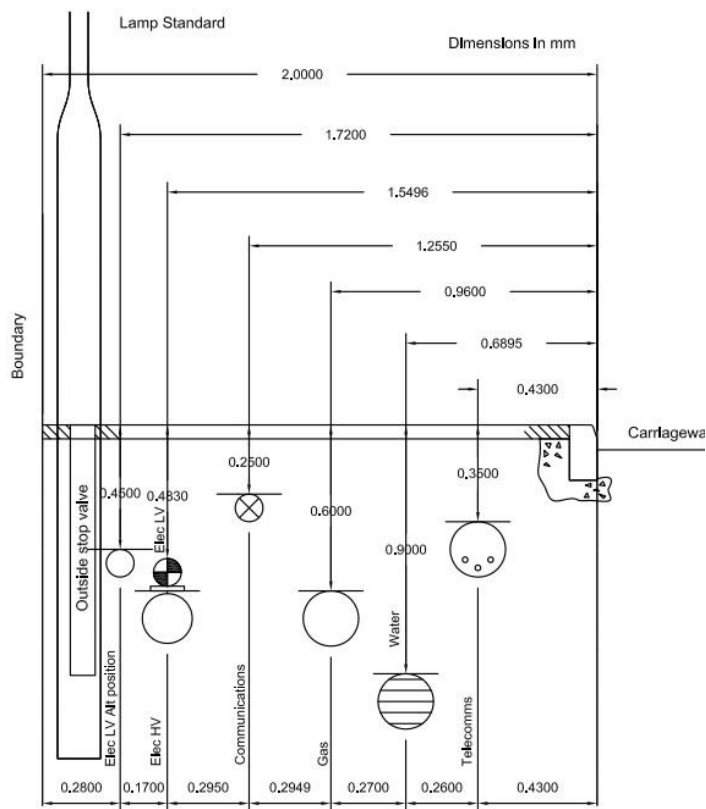 Lamp Standard
Dimensions in mm
2.0000
1.7200
1.5496
1.2550
0.9600
0.6895
0.4300
Boundary
Carriagewa
0.2500
0.3500
0.4500
0.4830
0.6000
0.9000
Elec LV
Outside stop valve
Elec LV Alt position
Elec HV
Communications
Gas
Water
Telecomms
0.2800
0.1700
0.2950
0.2949
0.2700
0.2600
0.4300